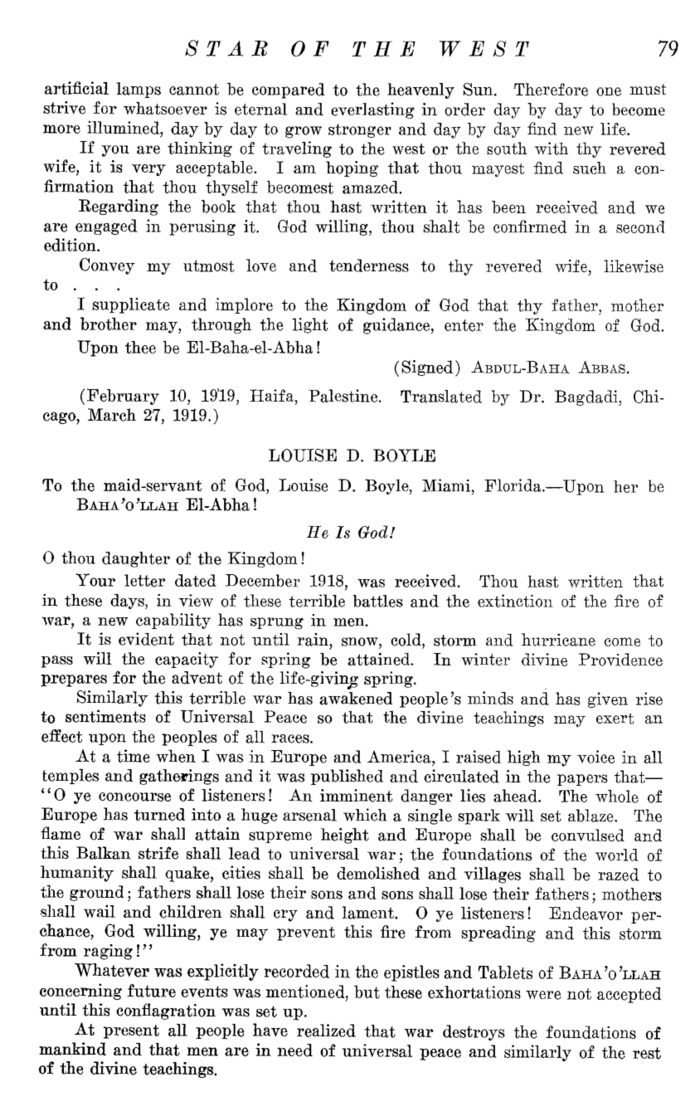 STAR OF THE WEST 79
artificial lamps cannot be compared to the heavenly Sun. Therefore one must
strive for whatsoever is eternal and everlasting in order day by day to become
more illumined, day by day to grow stronger and day by day find new life.
If you are thinking of traveling to the west or the south with thy revered
wife, it is very acceptable. I am hoping that thou mayest find such a con-
firmation that thou thyself becomest amazed.
Regarding the book that thou hast written it has been received and we
are engaged in perusing it. God willing, thou shalt be confirmed in a second
edition.
Convey my utmost love and tenderness to thy revered wife, likewise
to . . .
I supplicate and implore to the Kingdom of God that thy father, mother
and brother may, through the light of guidance, enter the Kingdom of God.
Upon thee be El-Baha-el-Abha!
(Signed) ABDUL-BAHA ABBAS.
(February 10, 1919, Haifa, Palestine. Translated by Dr. Bagdadi, Chi-
cago, March 27, 1919.)
LOUISE D. BOYLE
To the maid-servant of God, Louise D. Boyle, Miami, Florida.—Upon her be
BAHA'O'LLAH El-Abha!
He Is God!
O thou daughter of the Kingdom!
Your letter dated December 1918, was received. Thou hast written that
in these days, in view of these terrible battles and the extinction of the fire of
war, a new capability has sprung in men.
It is evident that not until rain, snow, cold, storm and hurricane come to
pass will the capacity for spring be attained. In winter divine Providence
prepares for the advent of the life-giving spring.
Similarly this terrible war has awakened people's minds and has given rise
to sentiments of Universal Peace so that the divine teachings may exert an
effect upon the peoples of all races.
At a time when I was in Europe and America, I raised high my voice in all
temples and gatherings and it was published and circulated in the papers that—
"O ye concourse of listeners! An imminent danger lies ahead. The whole of
Europe has turned into a huge arsenal which a single spark will set ablaze. The
flame of war shall attain supreme height and Europe shall be convulsed and
this Balkan strife shall lead to universal war; the foundations of the world of
humanity shall quake, cities shall be demolished and villages shall be razed to
the ground; fathers shall lose their sons and sons shall lose their fathers; mothers
shall wail and children shall cry and lament. O ye listeners! Endeavor per-
chance, God willing, ye may prevent this fire from spreading and this storm
from raging!"
Whatever was explicitly recorded in the epistles and Tablets of BAHA'O'LLAH
concerning future events was mentioned, but these exhortations were not accepted
until this conflagration was set up.
At present all people have realized that war destroys the foundations of
mankind and that men are in need of universal peace and similarly of the rest
of the divine teachings.